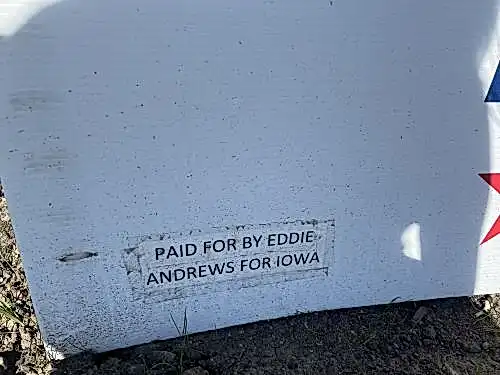 PAID FOR BY EDDIE
ANDREWS FOR IOWA